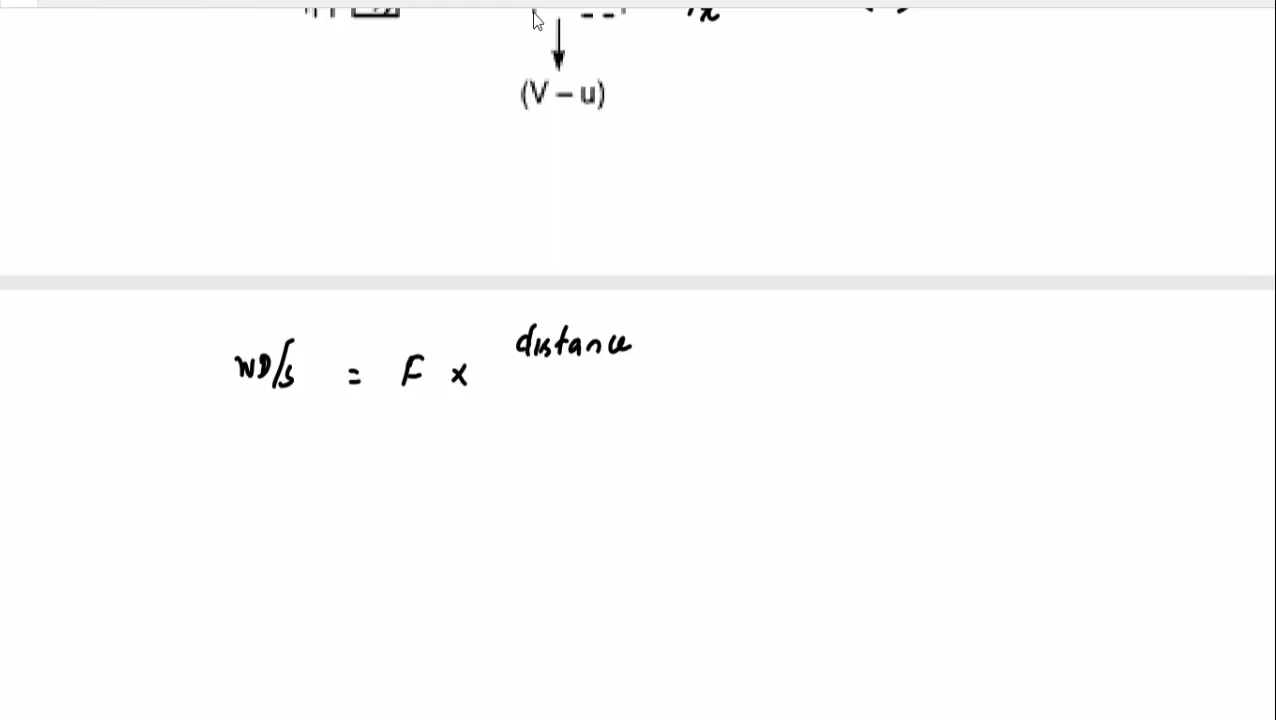 (V – u)
WD/s = F × distance